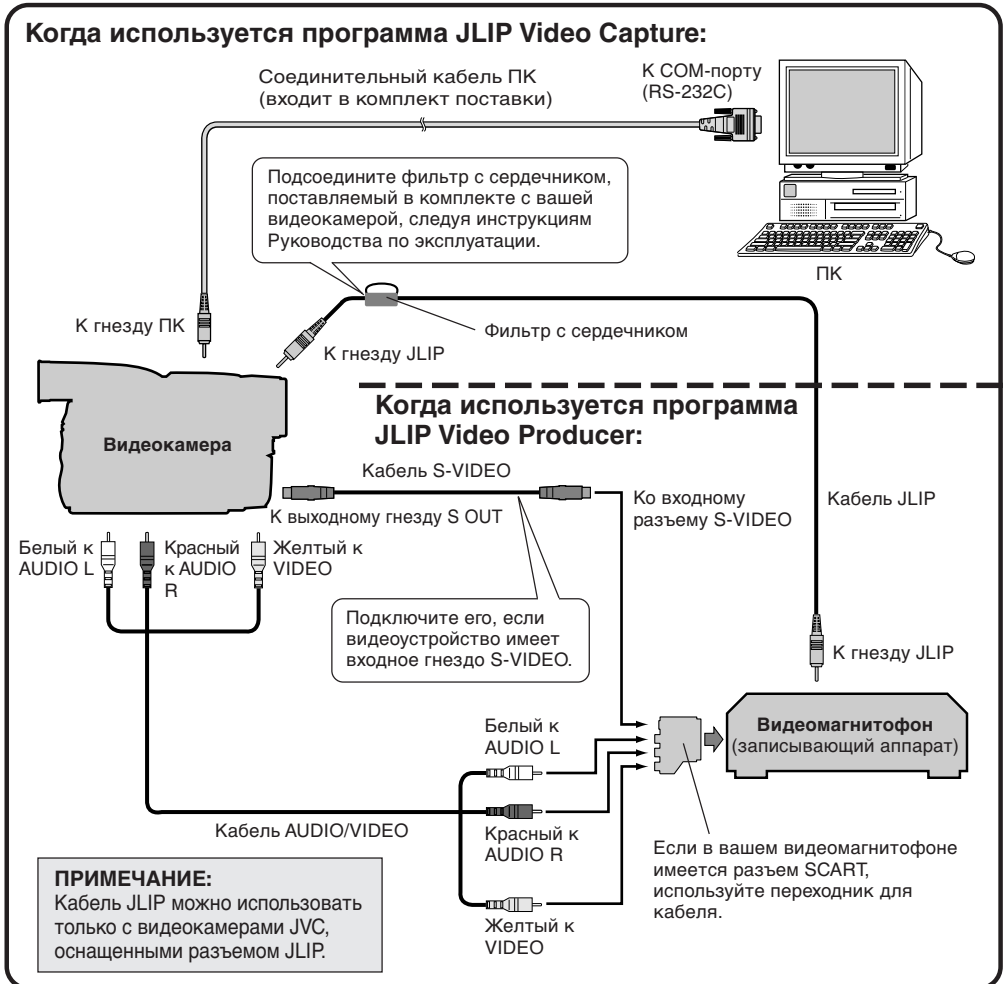 Когда используется программа JLIP Video Capture:
Соединительный кабель ПК
(входит в комплект поставки)
К COM-порту
(RS-232C)
Подсоедините фильтр с сердечником,
поставляемый в комплекте с вашей
видеокамерой, следуя инструкциям
Руководства по эксплуатации.
ПК
К гнезду ПК
Фильтр с сердечником
К гнезду JLIP
Когда используется программа
JLIP Video Producer:
Видеокамера
Кабель S-VIDEO
К выходному гнезду S OUT
Ко входному
разъему S-VIDEO
Кабель JLIP
Белый к
AUDIO L
Красный
к AUDIO
R
Желтый к
VIDEO
Подключите его, если
видеоустройство имеет
входное гнездо S-VIDEO.
К гнезду JLIP
Белый к
AUDIO L
Видеомагнитофон
(записывающий аппарат)
Кабель AUDIO/VIDEO
Красный к
AUDIO R
Если в вашем видеомагнитофоне
имеется разъем SCART,
используйте переходник для
кабеля.
Желтый к
VIDEO
ПРИМЕЧАНИЕ:
Кабель JLIP можно использовать
только с видеокамерами JVC,
оснащенными разъемом JLIP.